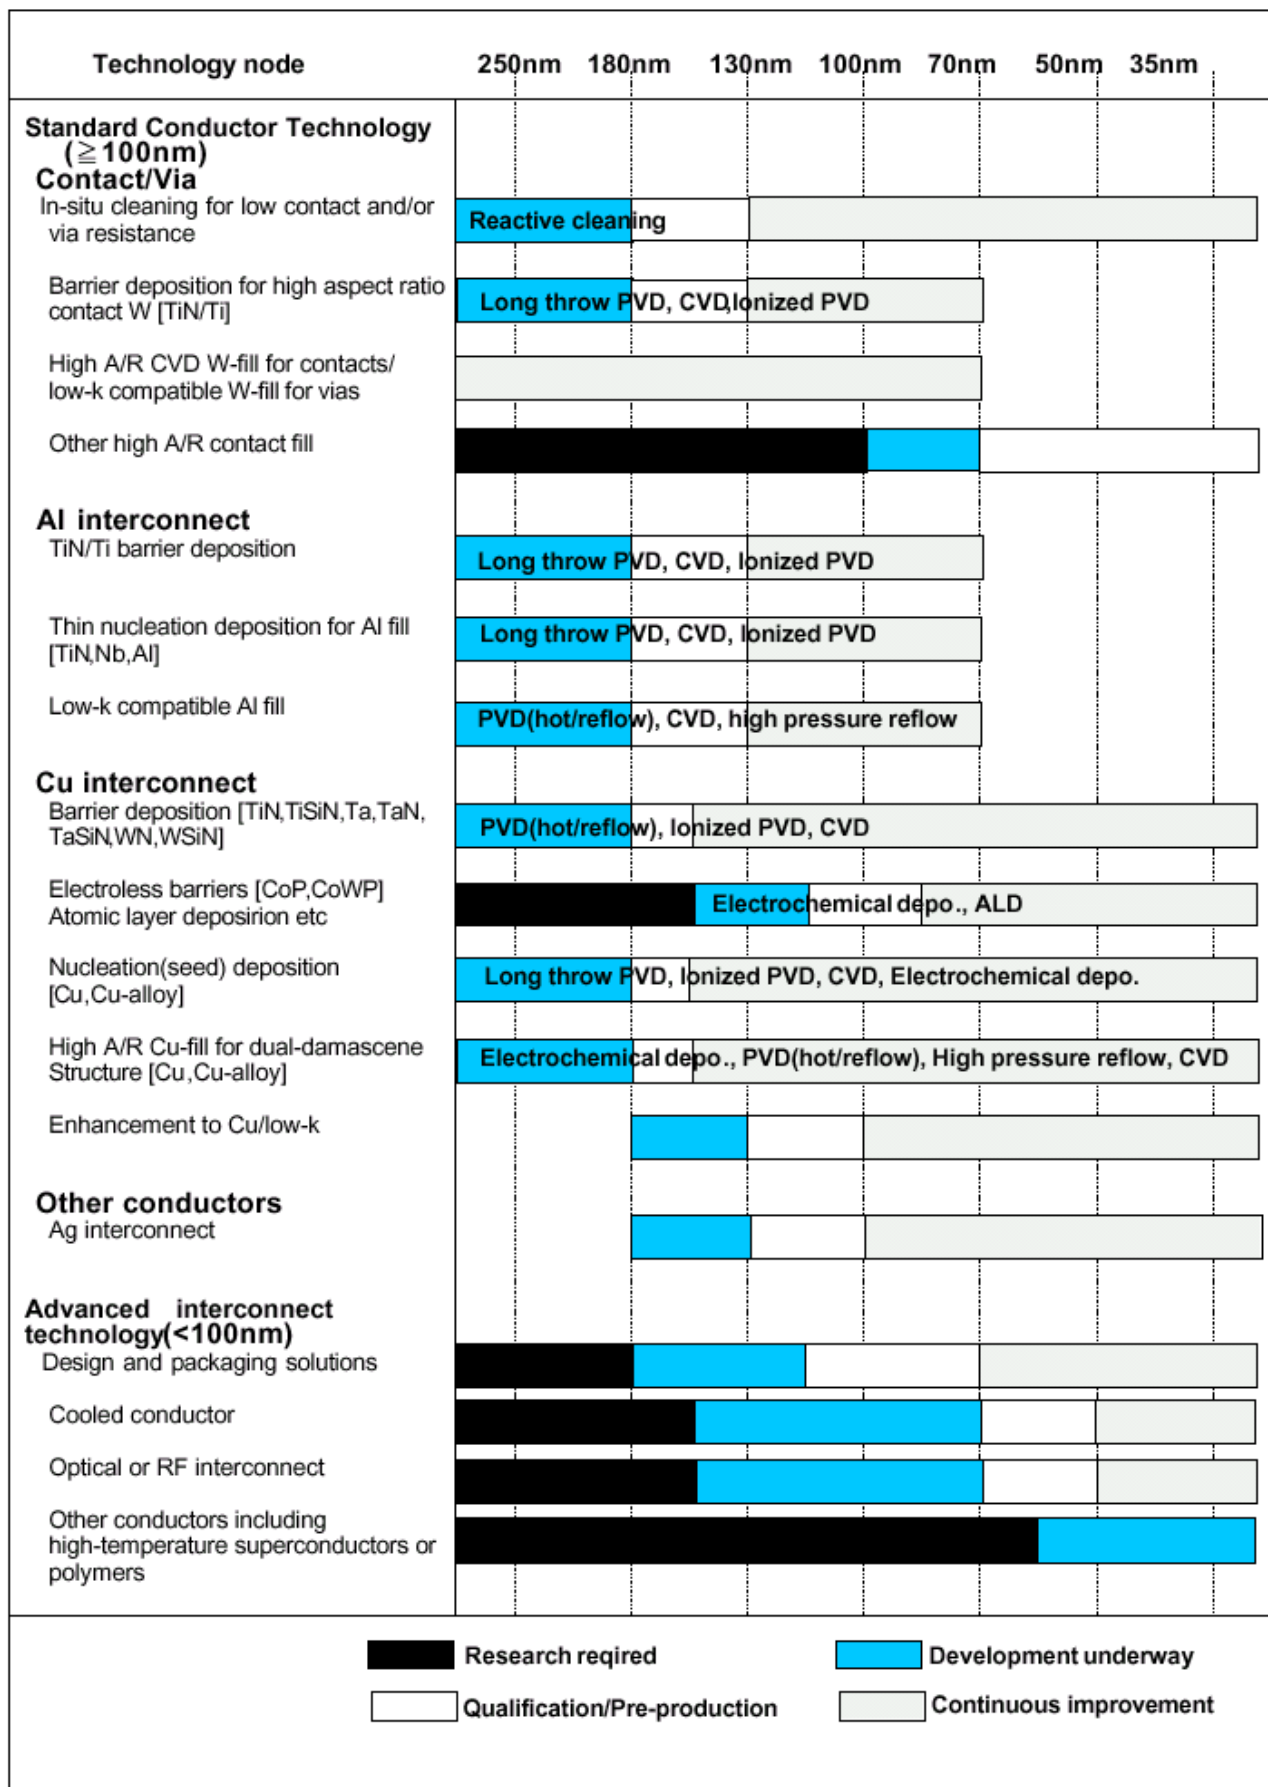 Technology node 250nm 180nm 130nm 100nm 70nm 50nm 35nm
Standard Conductor Technology
(≧100nm)
Contact/Via
In-situ cleaning for low contact and/or
via resistance
Reactive cleaning
Barrier deposition for high aspect ratio
contact W [TiN/Ti]
Long throw PVD, CVD,Ionized PVD
High A/R CVD W-fill for contacts/
low-k compatible W-fill for vias
Other high A/R contact fill
Al interconnect
TiN/Ti barrier deposition
Long throw PVD, CVD, Ionized PVD
Thin nucleation deposition for Al fill
[TiN,Nb,Al]
Long throw PVD, CVD, Ionized PVD
Low-k compatible Al fill
PVD(hot/reflow), CVD, high pressure reflow
Cu interconnect
Barrier deposition [TiN,TiSiN,Ta,TaN,
TaSiN,WN,WSiN]
PVD(hot/reflow), Ionized PVD, CVD
Electroless barriers [CoP,CoWP]
Atomic layer deposirion etc
Electrochemical depo., ALD
Nucleation(seed) deposition
[Cu,Cu-alloy]
Long throw PVD, Ionized PVD, CVD, Electrochemical depo.
High A/R Cu-fill for dual-damascene
Structure [Cu,Cu-alloy]
Electrochemical depo., PVD(hot/reflow), High pressure reflow, CVD
Enhancement to Cu/low-k
Other conductors
Ag interconnect
Advanced interconnect
technology(<100nm)
Design and packaging solutions
Cooled conductor
Optical or RF interconnect
Other conductors including
high-temperature superconductors or
polymers
Research reqired
Development underway
Qualification/Pre-production
Continuous improvement